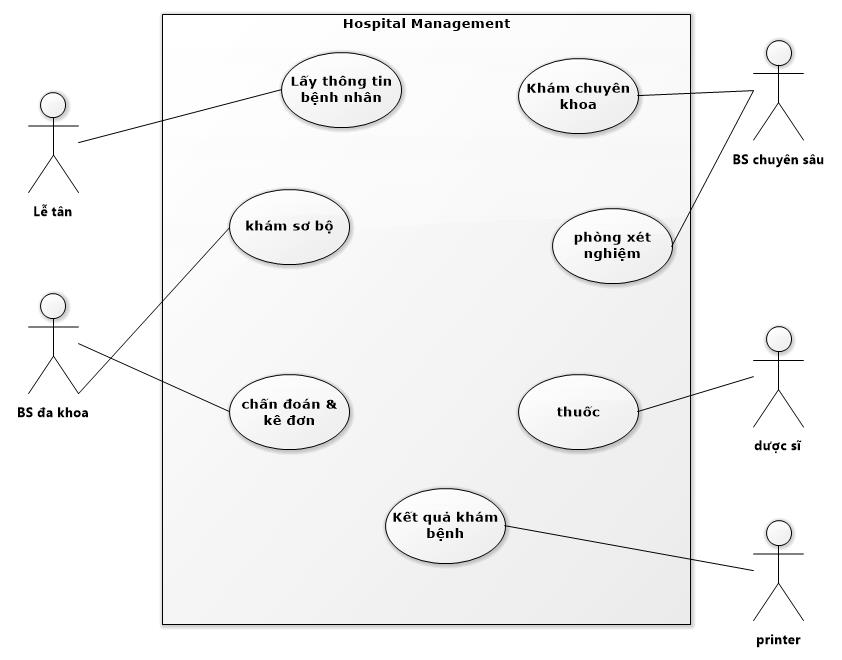 Hospital Management
Lấy thông tin
bệnh nhân
Khám chuyên
khoa
BS chuyên sâu
Lễ tân
khám sơ bộ
phòng xét
nghiệm
BS đa khoa
chấn đoán &
kê đơn
thuốc
dược sĩ
Kết quả khám
bệnh
printer